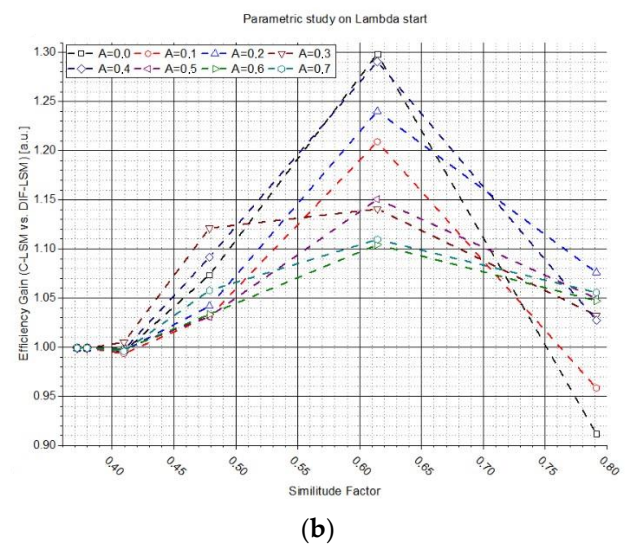 Parametric study on Lambda start
1.30
1.25
1.20
1.15
1.10
1.05
1.00
0.95
0.90
Efficiency Gain (C-LSM vs. DIF-LSM) [a.u.]
A=0,0 A=0,1 A=0,2 A=0,3
A=0,4 A=0,5 A=0,6 A=0,7
0.40 0.45 0.50 0.55 0.60 0.65 0.70 0.75 0.80
Similitude Factor
(b)